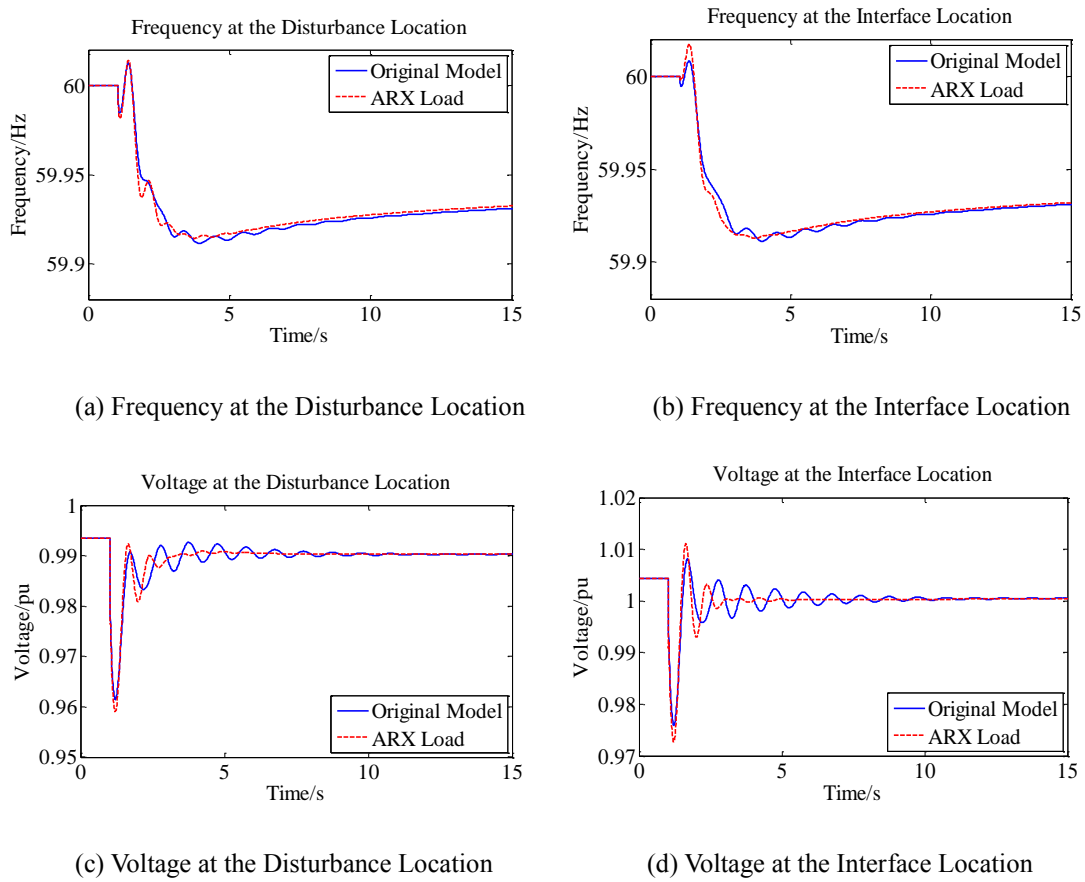 Frequency at the Disturbance Location
60
59.95
59.9
Frequency/Hz
Original Model
ARX Load
0 5 10 15
Time/s
(a) Frequency at the Disturbance Location
Frequency at the Interface Location
60
59.95
59.9
Frequency/Hz
Original Model
ARX Load
0 5 10 15
Time/s
(b) Frequency at the Interface Location
Voltage at the Disturbance Location
1
0.99
0.98
0.97
0.96
0.95
Voltage/pu
Original Model
ARX Load
0 5 10 15
Time/s
(c) Voltage at the Disturbance Location
Voltage at the Interface Location
1.02
1.01
1
0.99
0.98
0.97
Voltage/pu
Original Model
ARX Load
0 5 10 15
Time/s
(d) Voltage at the Interface Location